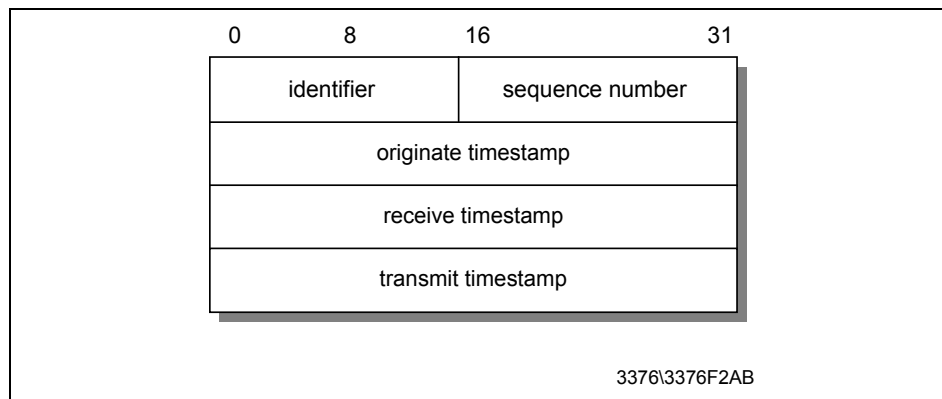 0 8 16 31
identifier sequence number
originate timestamp
receive timestamp
transmit timestamp
3376\3376F2AB